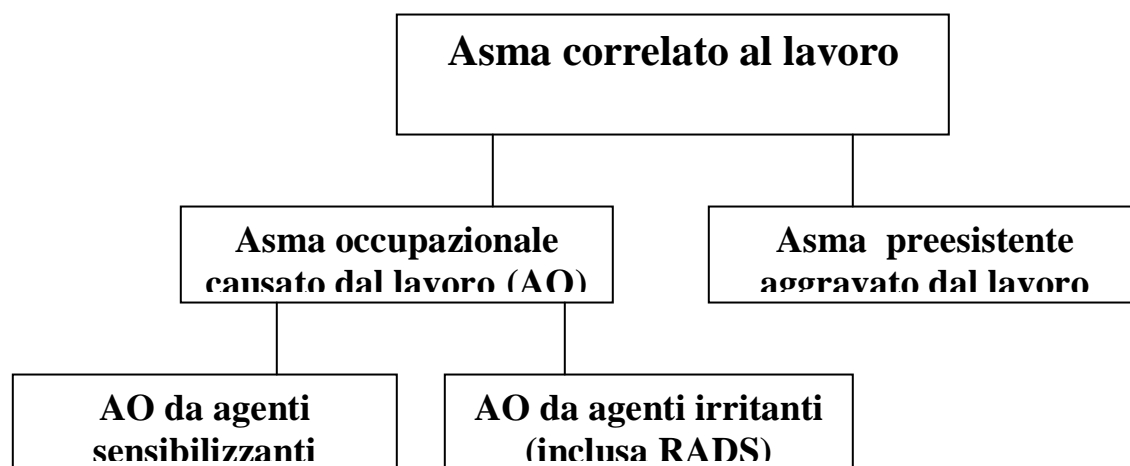 Asma correlato al lavoro
Asma occupazionale
causato dal lavoro (AO)
Asma preesistente
aggravato dal lavoro
AO da agenti
sensibilizzanti
AO da agenti irritanti
(inclusa RADS)